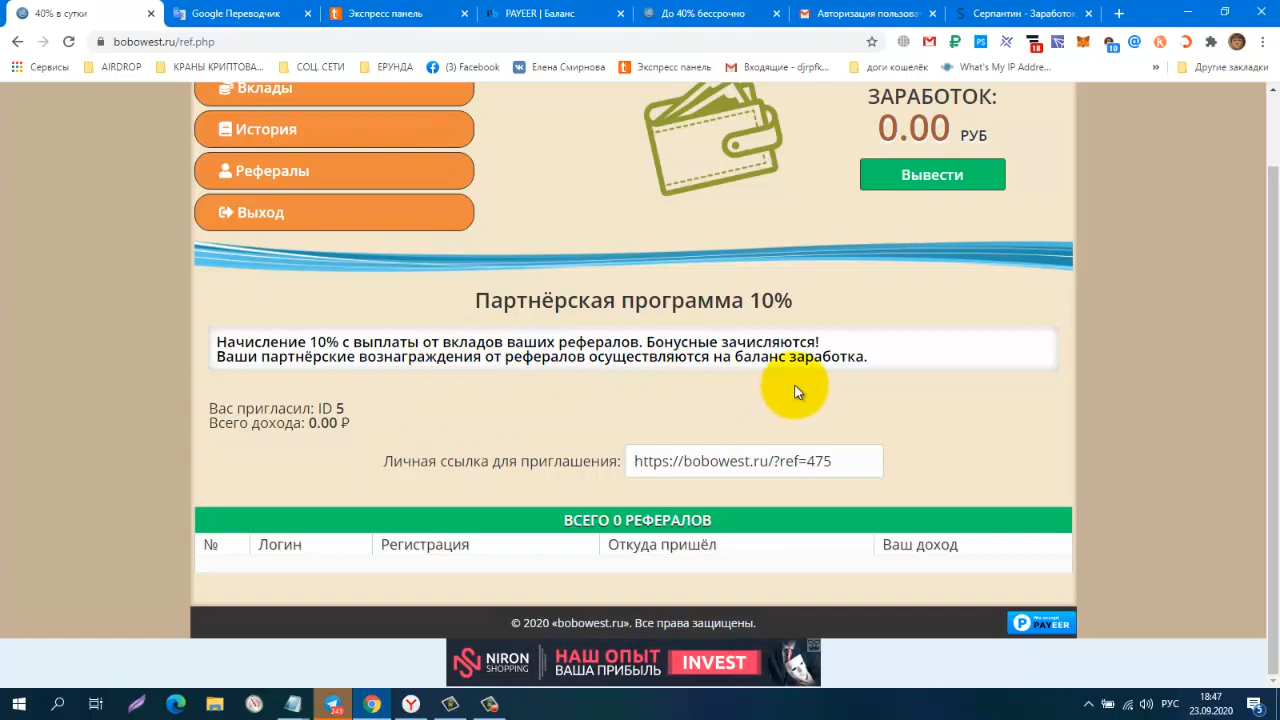 40% в сутки
Google Переводчик
Экспресс панель
PAYEER | Баланс
До 40% бессрочно
Авторизация пользова
Серпантин - Заработок,
bobowest.ru/ref.php
18
10
Сервисы
AIRDROP
КРАНЫ КРИПТОВА...
СОЦ. СЕТИ
ЕРУНДА
(3) Facebook
Елена Смирнова
Экспресс панель
Входящие - djrpfk...
доги кошелёк
What's My IP Addre...
»
Другие закладки
Вклады
История
Рефералы
Выход
ЗАРАБОТОК:
0.00 РУБ
Вывести
Партнёрская программа 10%
Начисление 10% с выплаты от вкладов ваших рефералов. Бонусные зачисляются!
Ваши партнёрские вознаграждения от рефералов осуществляются на баланс заработка.
Вас пригласил: ID 5
Всего дохода: 0.00 ₽
Личная ссылка для приглашения: https://bobowest.ru/?ref=475
ВСЕГО 0 РЕФЕРАЛОВ
№ Логин Регистрация Откуда пришёл Ваш доход
© 2020 «bobowest.ru». Все права защищены.
We accept
PAYEER
NIRON
SHOPPING
НАШ ОПЫТ
ВАША ПРИБЫЛЬ
INVEST
РУС
18:47
23.09.2020
5